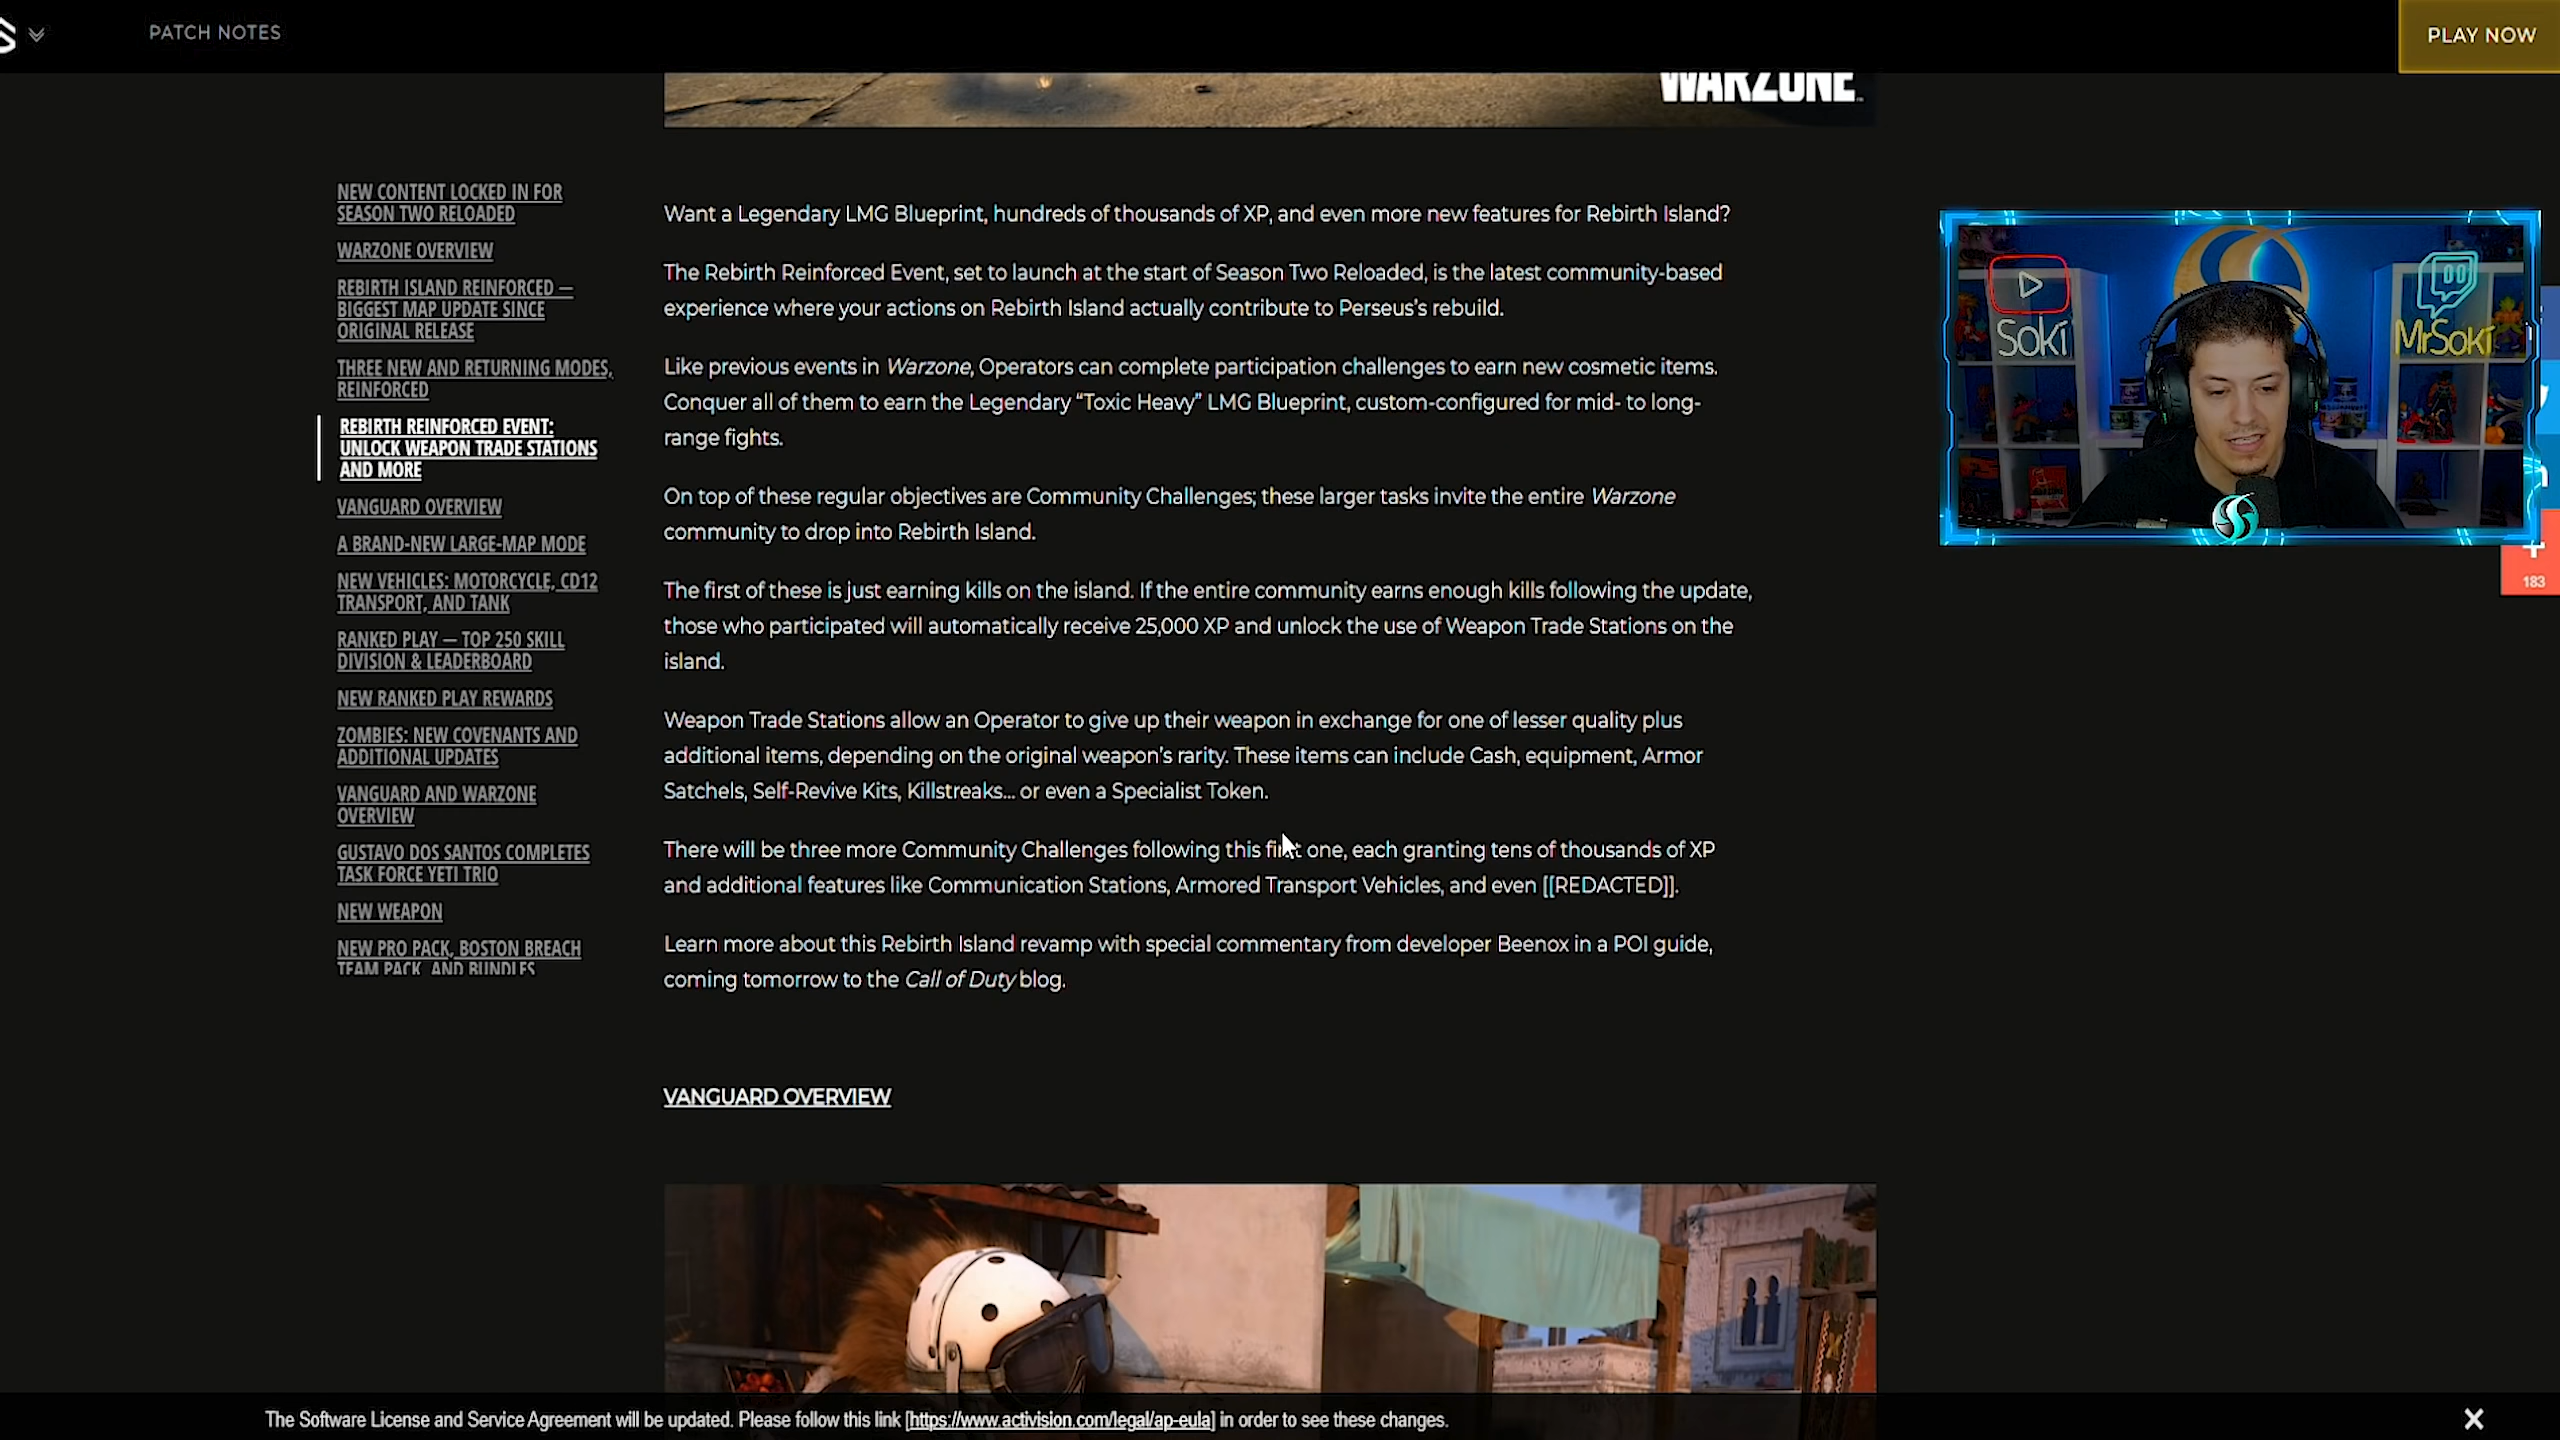 PATCH NOTES
PLAY NOW
WARZONE
NEW CONTENT LOCKED IN FOR
SEASON TWO RELOADED
WARZONE OVERVIEW
REBIRTH ISLAND REINFORCED —
BIGGEST MAP UPDATE SINCE
ORIGINAL RELEASE
THREE NEW AND RETURNING MODES,
REINFORCED
REBIRTH REINFORCED EVENT:
UNLOCK WEAPON TRADE STATIONS
AND MORE
VANGUARD OVERVIEW
A BRAND-NEW LARGE-MAP MODE
NEW VEHICLES: MOTORCYCLE, CD12
TRANSPORT, AND TANK
RANKED PLAY — TOP 250 SKILL
DIVISION & LEADERBOARD
NEW RANKED PLAY REWARDS
ZOMBIES: NEW COVENANTS AND
ADDITIONAL UPDATES
VANGUARD AND WARZONE
OVERVIEW
GUSTAVO DOS SANTOS COMPLETES
TASK FORCE YETI TRIO
NEW WEAPON
NEW PRO PACK, BOSTON BREACH
TEAM PACK, AND BUNDLES
Want a Legendary LMG Blueprint, hundreds of thousands of XP, and even more new features for Rebirth Island?
The Rebirth Reinforced Event, set to launch at the start of Season Two Reloaded, is the latest community-based
experience where your actions on Rebirth Island actually contribute to Perseus's rebuild.
Like previous events in Warzone, Operators can complete participation challenges to earn new cosmetic items.
Conquer all of them to earn the Legendary “Toxic Heavy” LMG Blueprint, custom-configured for mid- to long-
range fights.
On top of these regular objectives are Community Challenges; these larger tasks invite the entire Warzone
community to drop into Rebirth Island.
The first of these is just earning kills on the island. If the entire community earns enough kills following the update,
those who participated will automatically receive 25,000 XP and unlock the use of Weapon Trade Stations on the
island.
Weapon Trade Stations allow an Operator to give up their weapon in exchange for one of lesser quality plus
additional items, depending on the original weapon's rarity. These items can include Cash, equipment, Armor
Satchels, Self-Revive Kits, Killstreaks... or even a Specialist Token.
There will be three more Community Challenges following this first one, each granting tens of thousands of XP
and additional features like Communication Stations, Armored Transport Vehicles, and even [[REDACTED]].
Learn more about this Rebirth Island revamp with special commentary from developer Beenox in a POI guide,
coming tomorrow to the Call of Duty blog.
VANGUARD OVERVIEW
Soki
MrSoki
183
The Software License and Service Agreement will be updated. Please follow this link [https://www.activision.com/legal/ap-eula] in order to see these changes.